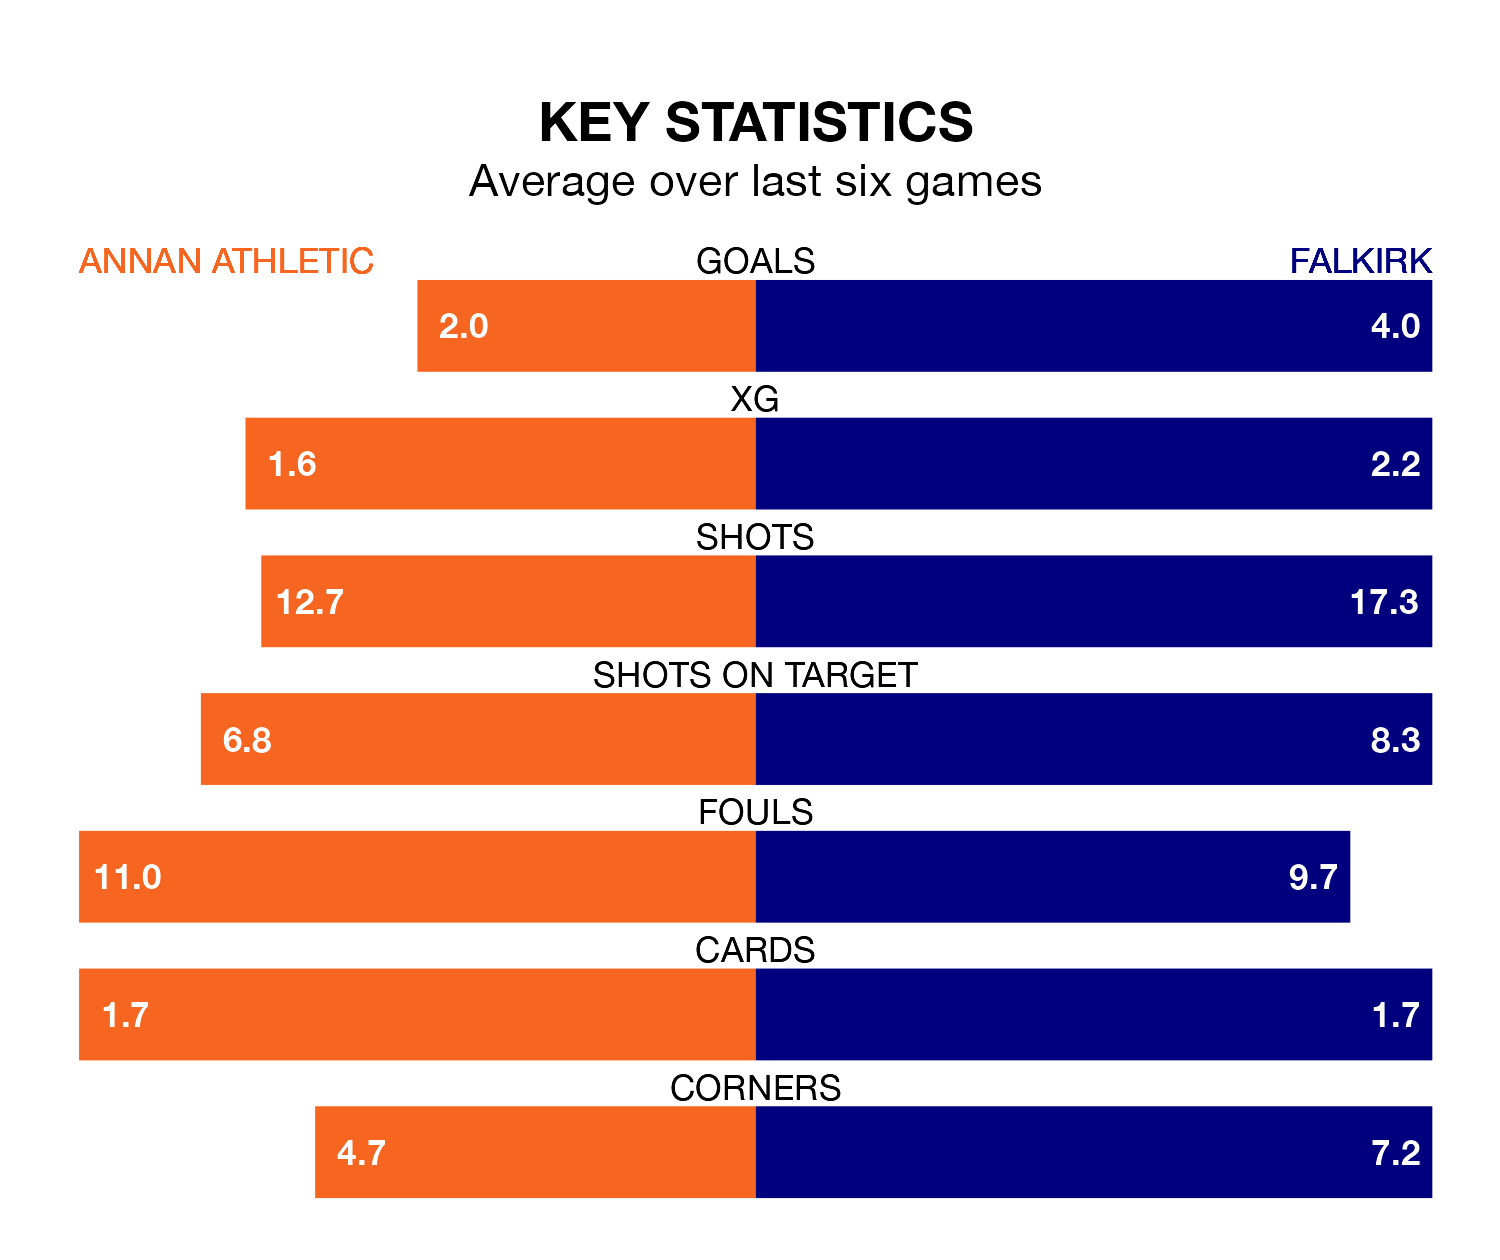 KEY STATISTICS
Average over last six games
ANNAN ATHLETIC GOALS FALKIRK
2.0 4.0
XG
1.6 2.2
SHOTS
12.7 17.3
SHOTS ON TARGET
6.8 8.3
FOULS
11.0 9.7
CARDS
1.7 1.7
CORNERS
4.7 7.2